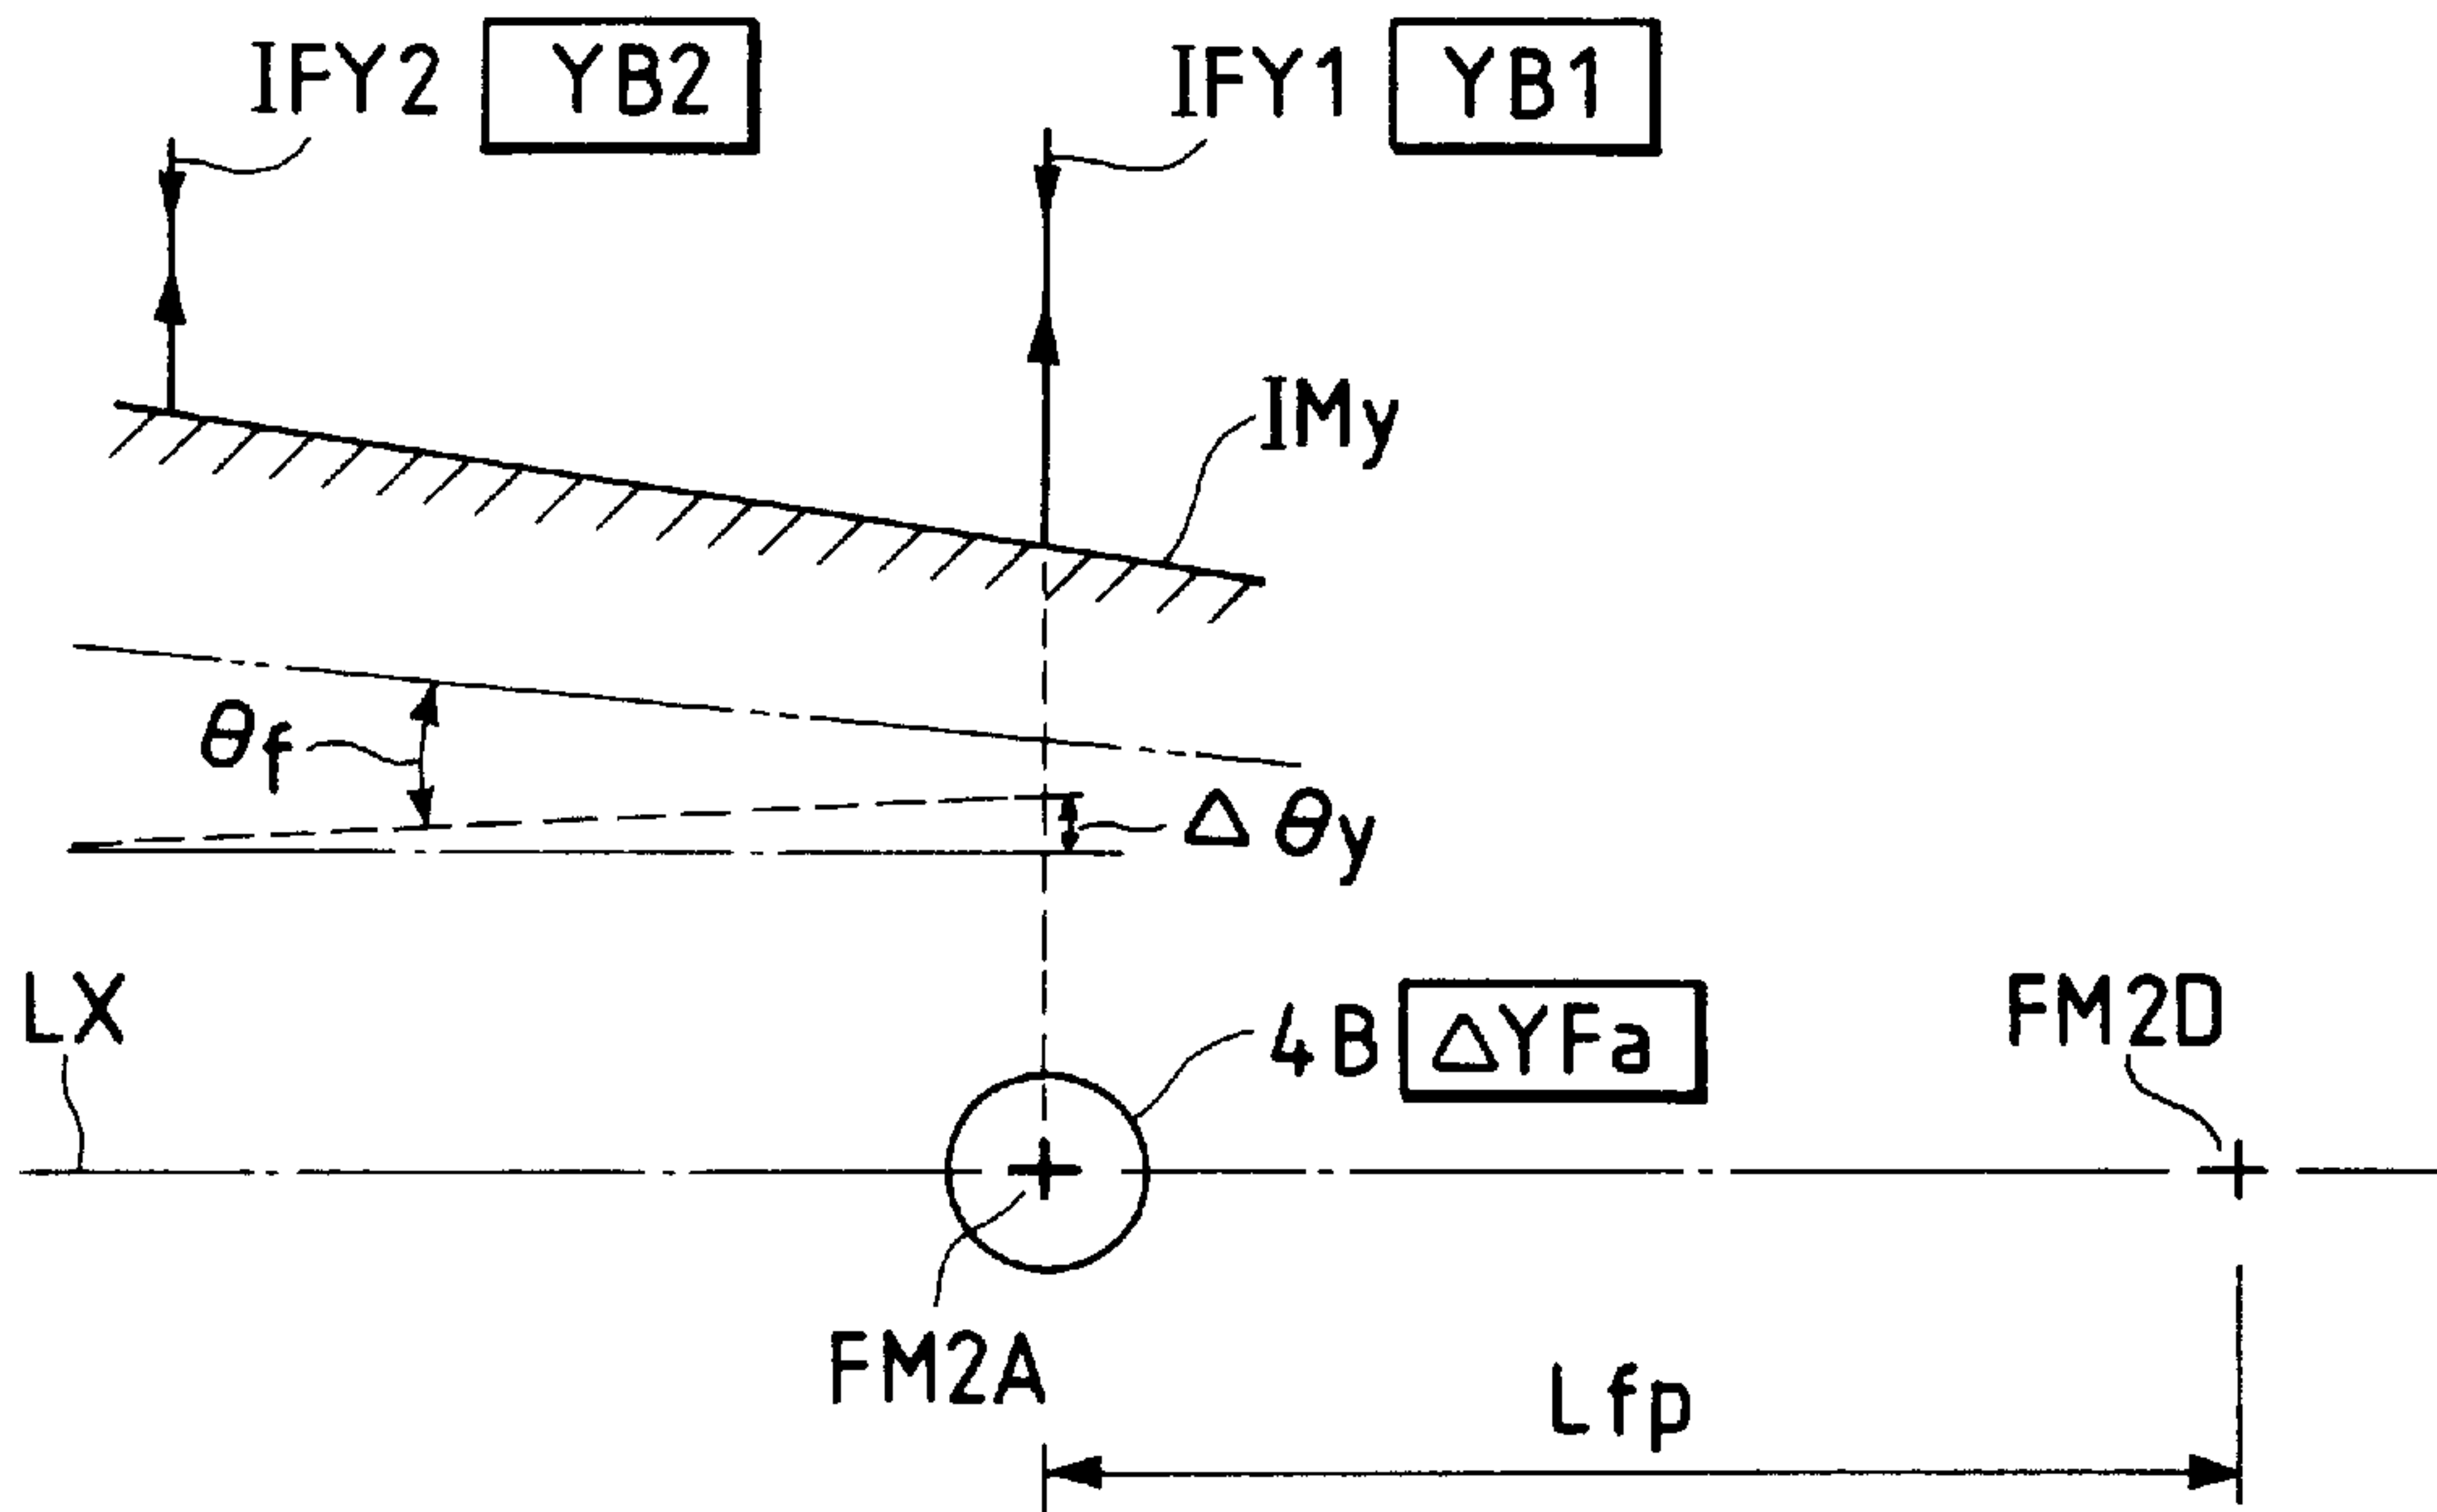 IFY2 YB2
IFY1 YB1
IMy
θf
Δθy
LX
4B ΔYFa
FM2D
FM2A
Lfp